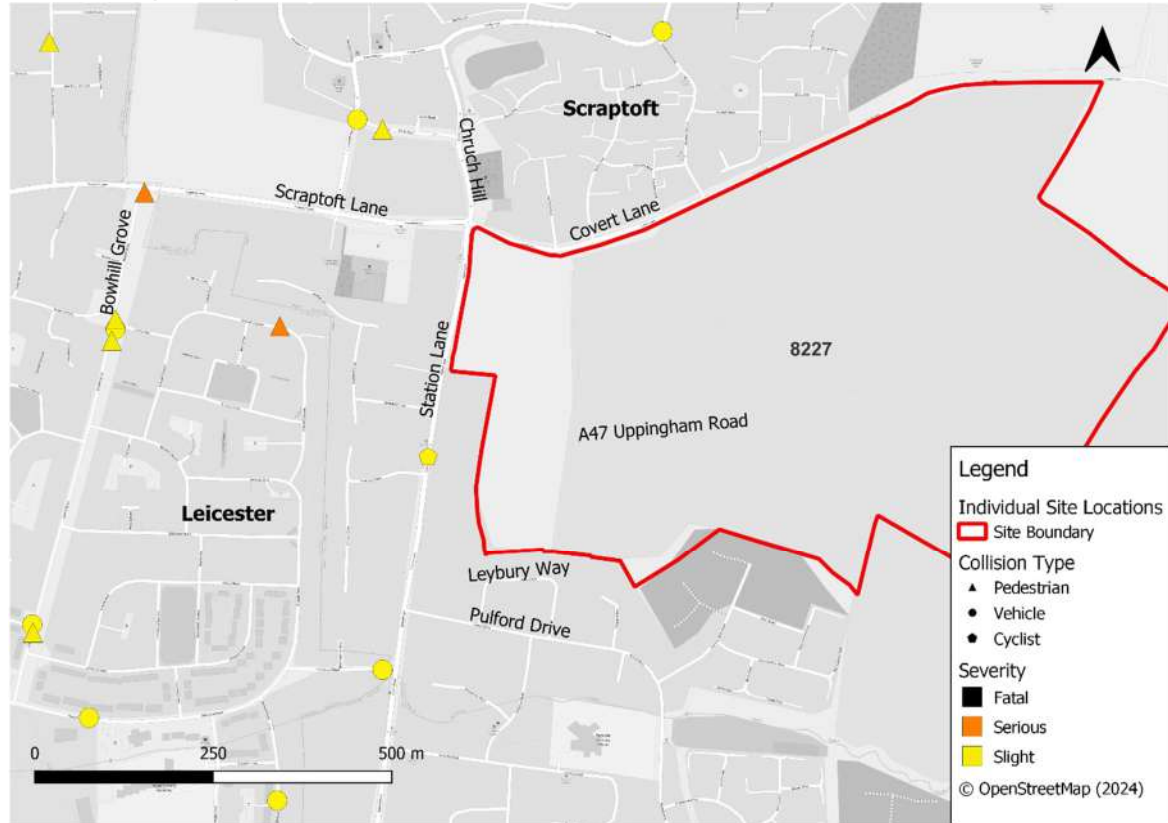 Scraptoft
Chruch Hill
Scraptoft Lane
Covert Lane
Bowhill Grove
Station Lane
8227
A47 Uppingham Road
Leicester
Leybury Way
Pulford Drive
0 250 500 m
Legend
Individual Site Locations
Site Boundary
Collision Type
Pedestrian
Vehicle
Cyclist
Severity
Fatal
Serious
Slight
© OpenStreetMap (2024)